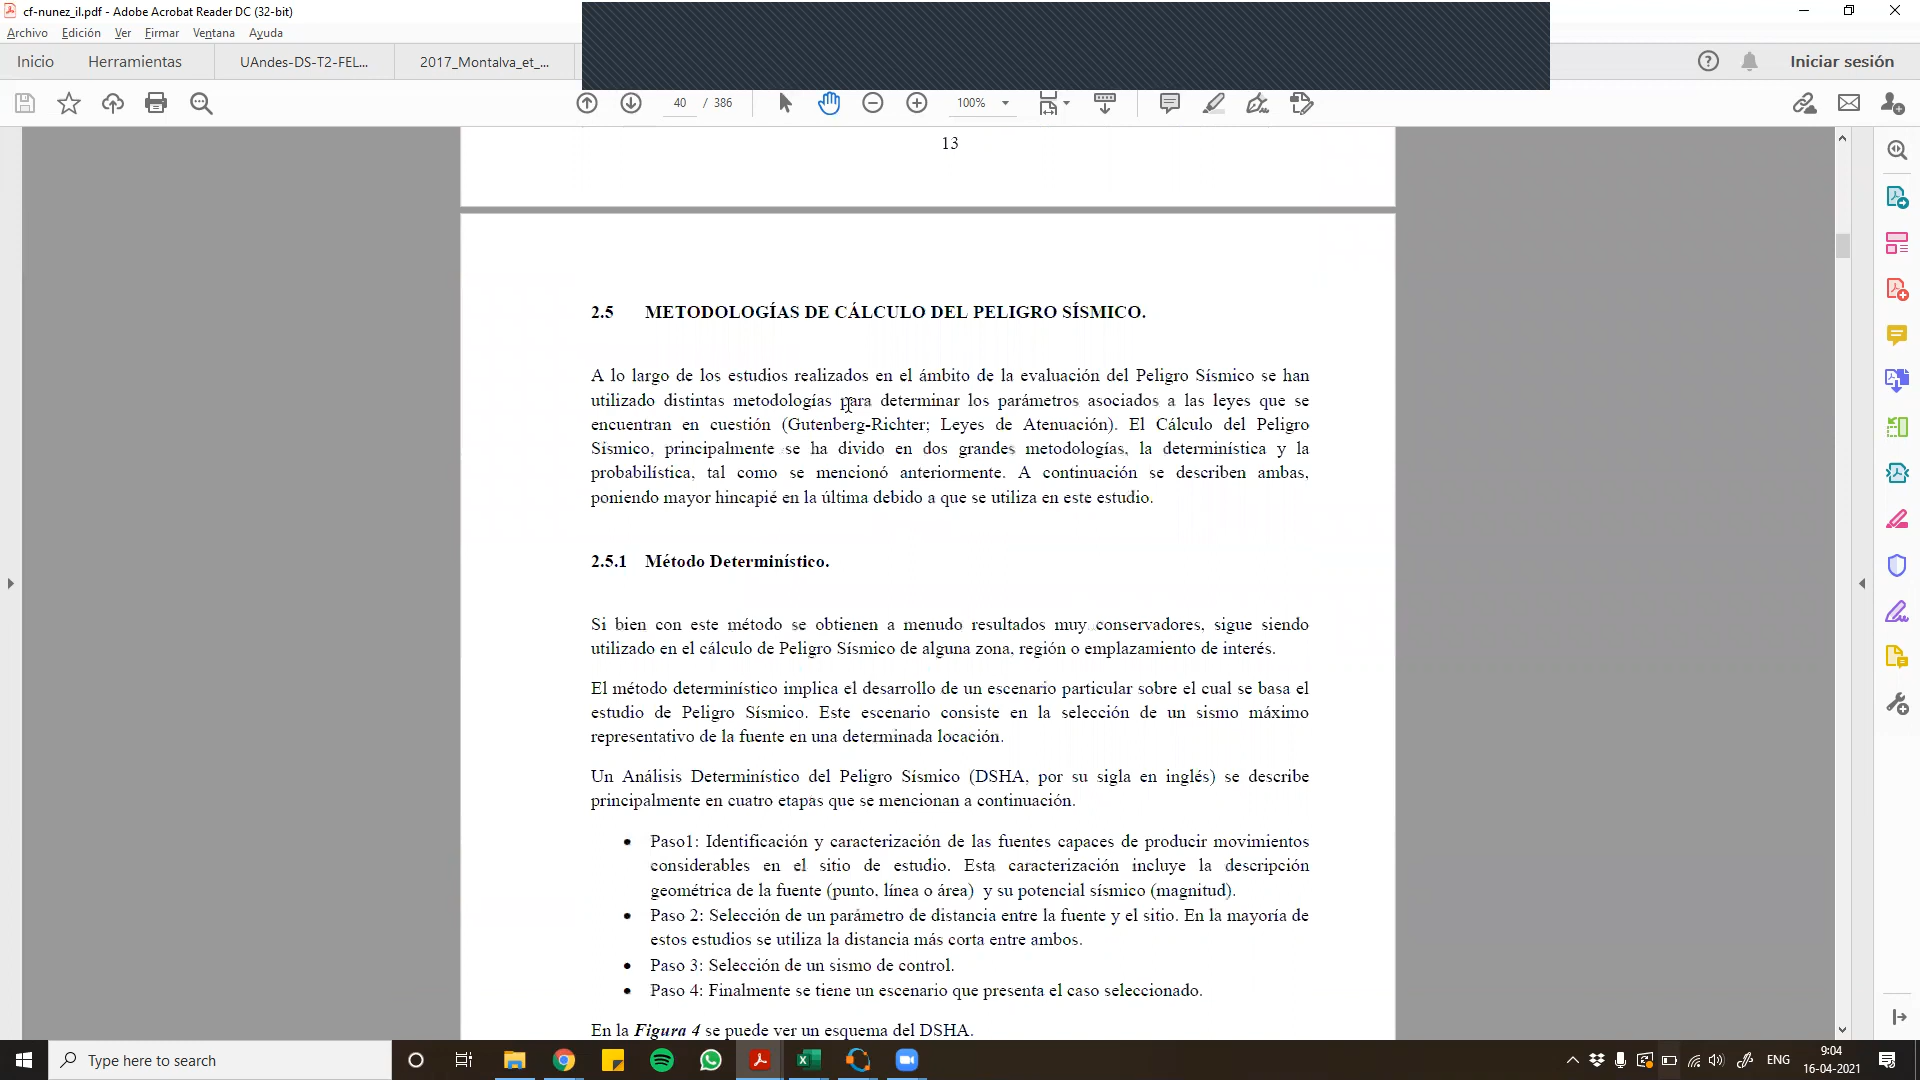 cf-nunez_il.pdf - Adobe Acrobat Reader DC (32-bit)
Archivo Edición Ver Firmar Ventana Ayuda
Inicio Herramientas UAndes-DS-T2-FEL... 2017_Montalva_et_... Iniciar sesión
40 / 386 100%
13
2.5 METODOLOGÍAS DE CÁLCULO DEL PELIGRO SÍSMICO.
A lo largo de los estudios realizados en el ámbito de la evaluación del Peligro Sísmico se han
utilizado distintas metodologías para determinar los parámetros asociados a las leyes que se
encuentran en cuestión (Gutenberg-Richter; Leyes de Atenuación). El Cálculo del Peligro
Sísmico, principalmente se ha divido en dos grandes metodologías, la determinística y la
probabilística, tal como se mencionó anteriormente. A continuación se describen ambas,
poniendo mayor hincapié en la última debido a que se utiliza en este estudio.
2.5.1 Método Determinístico.
Si bien con este método se obtienen a menudo resultados muy conservadores, sigue siendo
utilizado en el cálculo de Peligro Sísmico de alguna zona, región o emplazamiento de interés.
El método determinístico implica el desarrollo de un escenario particular sobre el cual se basa el
estudio de Peligro Sísmico. Este escenario consiste en la selección de un sismo máximo
representativo de la fuente en una determinada locación.
Un Análisis Determinístico del Peligro Sísmico (DSHA, por su sigla en inglés) se describe
principalmente en cuatro etapas que se mencionan a continuación.
• Paso1: Identificación y caracterización de las fuentes capaces de producir movimientos
considerables en el sitio de estudio. Esta caracterización incluye la descripción
geométrica de la fuente (punto, línea o área) y su potencial sísmico (magnitud).
• Paso 2: Selección de un parámetro de distancia entre la fuente y el sitio. En la mayoría de
estos estudios se utiliza la distancia más corta entre ambos.
• Paso 3: Selección de un sismo de control.
• Paso 4: Finalmente se tiene un escenario que presenta el caso seleccionado.
En la Figura 4 se puede ver un esquema del DSHA.
Type here to search
ENG
9:04
16-04-2021